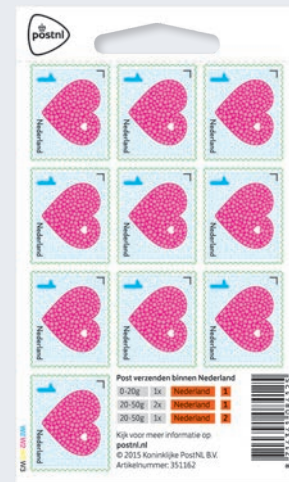 postnl
1 1 1
Nederland Nederland Nederland
1 1 1
Nederland Nederland Nederland
1 1 1
Nederland Nederland Nederland
1
Nederland
Post verzenden binnen Nederland
0-20g 1x Nederland 1
20-50g 2x Nederland 1
20-50g 1x Nederland 2
Kijk voor meer informatie op
postnl.nl
© 2015 Koninklijke PostNL B.V.
Artikelnummer: 351162